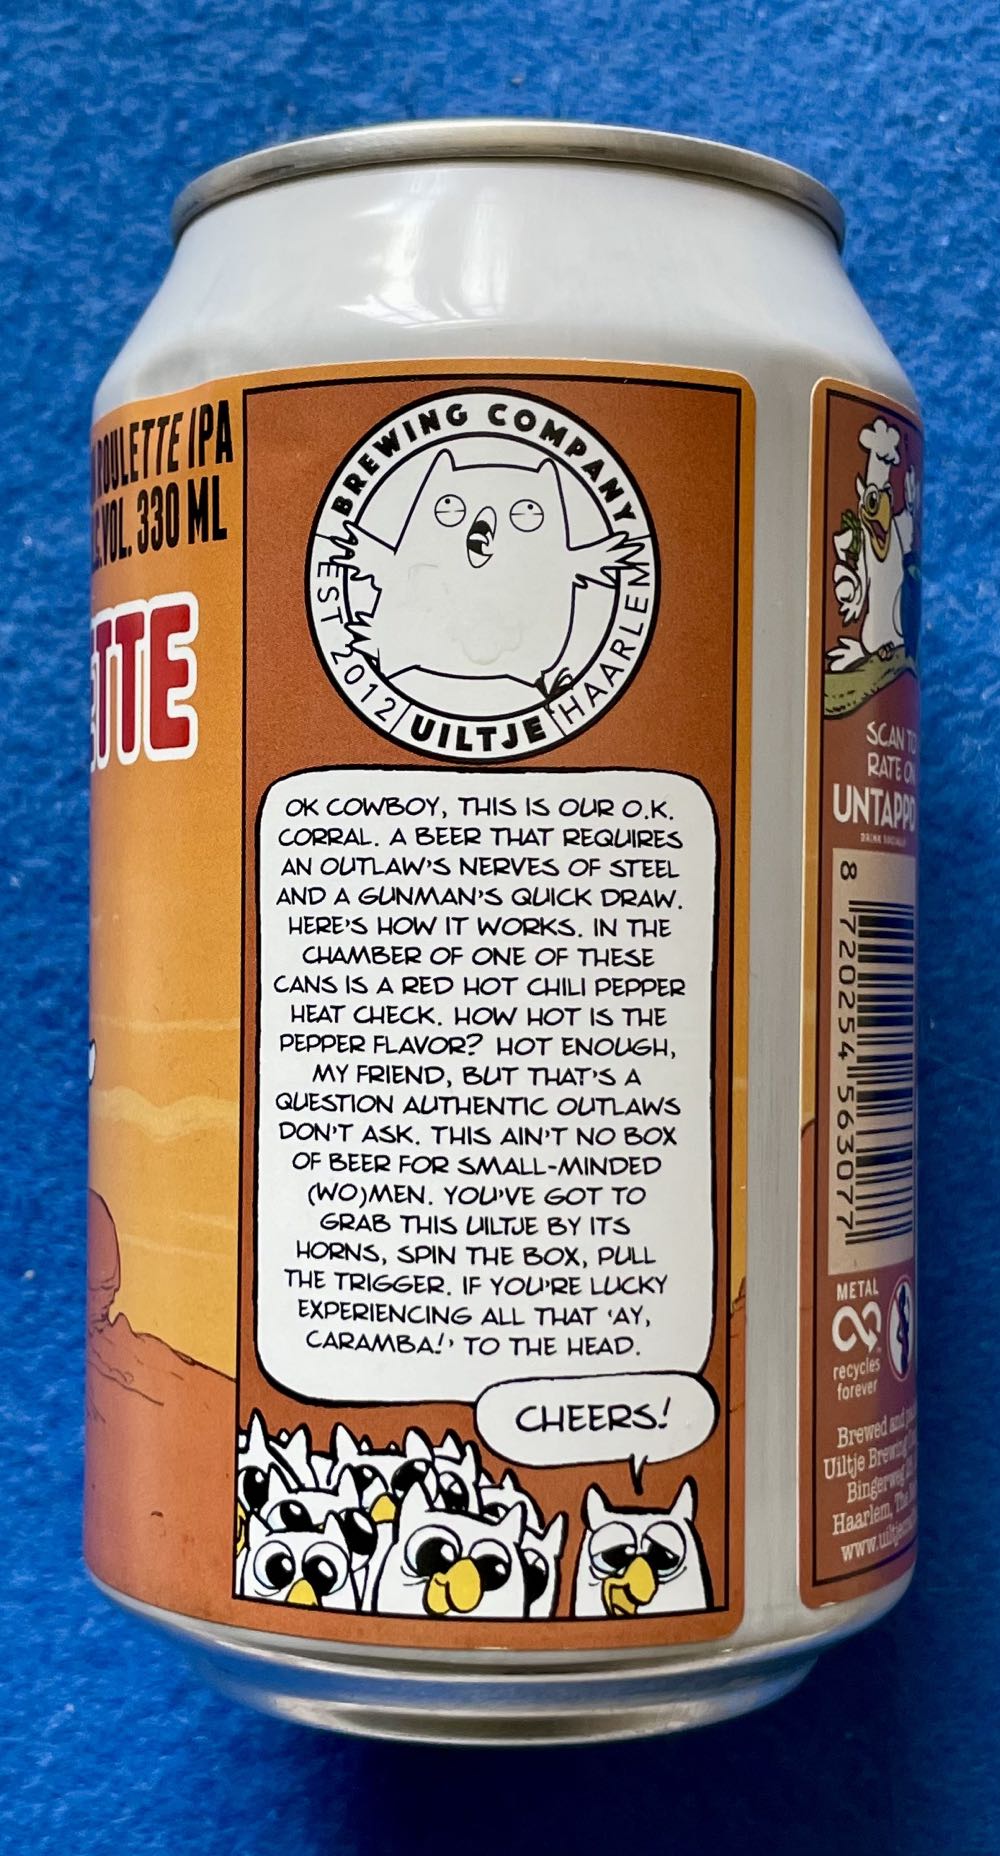 ROULETTE IPA
VOL. 330 ML
BREWING COMPANY
EST 2012
UILTJE
HAARLEM
OK COWBOY, THIS IS OUR O.K.
CORRAL. A BEER THAT REQUIRES
AN OUTLAW'S NERVES OF STEEL
AND A GUNMAN'S QUICK DRAW.
HERE'S HOW IT WORKS. IN THE
CHAMBER OF ONE OF THESE
CANS IS A RED HOT CHILI PEPPER
HEAT CHECK. HOW HOT IS THE
PEPPER FLAVOR? HOT ENOUGH,
MY FRIEND, BUT THAT'S A
QUESTION AUTHENTIC OUTLAWS
DON'T ASK. THIS AIN'T NO BOX
OF BEER FOR SMALL-MINDED
(WO)MEN. YOU'VE GOT TO
GRAB THIS UILTJE BY ITS
HORNS, SPIN THE BOX, PULL
THE TRIGGER. IF YOU'RE LUCKY
EXPERIENCING ALL THAT 'AY,
CARAMBA!' TO THE HEAD.
CHEERS!
SCAN TO
RATE ON
UNTAPPD
DRINK SOCIALLY
8 720254 563077
METAL
recycles
forever
Brewed and
Uiltje Brewing
Bingerweg
Haarlem, The